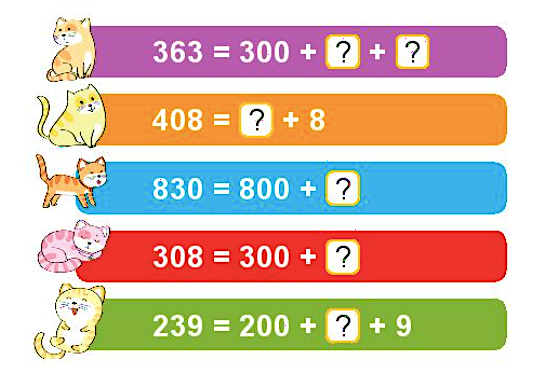 363 = 300 + ? + ?
408 = ? + 8
830 = 800 + ?
308 = 300 + ?
239 = 200 + ? + 9